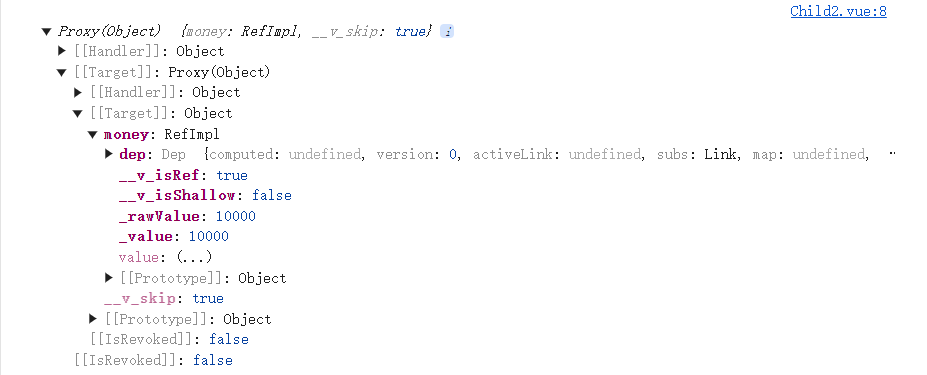 Child2.vue:8
▼ Proxy(Object) {money: RefImpl, __v_skip: true} i
▶ [[Handler]]: Object
▼ [[Target]]: Proxy(Object)
▶ [[Handler]]: Object
▼ [[Target]]: Object
▼ money: RefImpl
▶ dep: Dep {computed: undefined, version: 0, activeLink: undefined, subs: Link, map: undefined, …
__v_isRef: true
__v_isShallow: false
_rawValue: 10000
_value: 10000
value: (...)
▶ [[Prototype]]: Object
__v_skip: true
▶ [[Prototype]]: Object
[[IsRevoked]]: false
[[IsRevoked]]: false